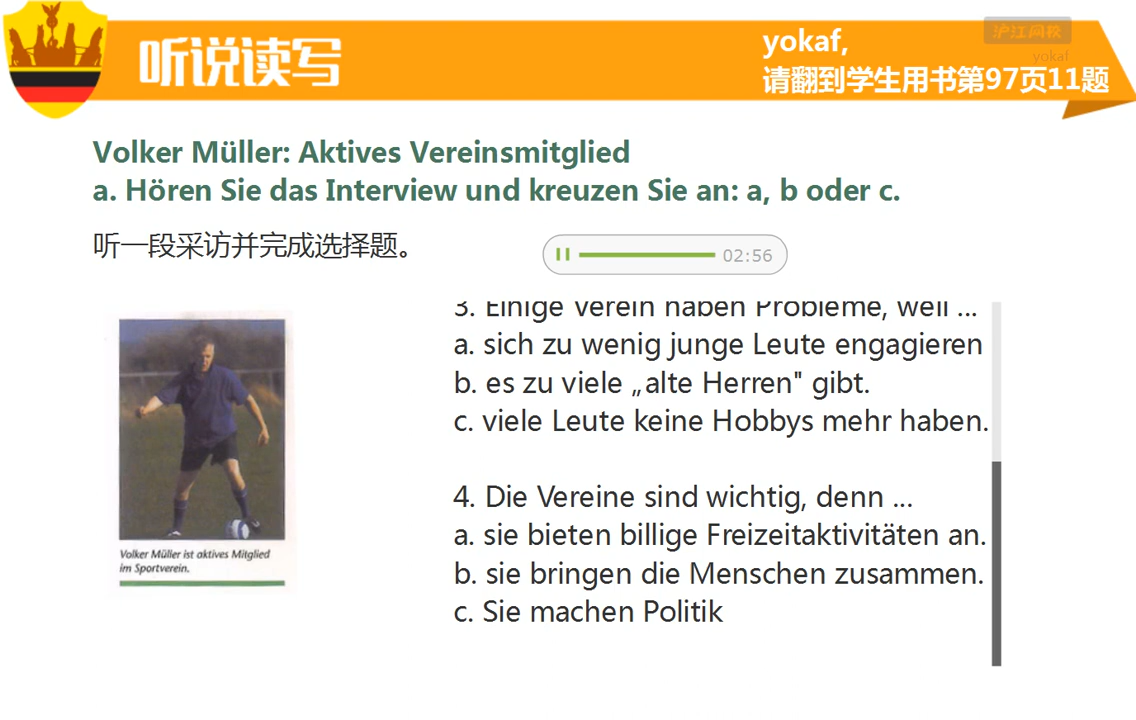 听说读写
yokaf,
请翻到学生用书第97页11题
沪江网校
yokaf
Volker Müller: Aktives Vereinsmitglied
a. Hören Sie das Interview und kreuzen Sie an: a, b oder c.
听一段采访并完成选择题。
02:56
3. Einige Verein haben Probleme, weil ...
a. sich zu wenig junge Leute engagieren
b. es zu viele „alte Herren" gibt.
c. viele Leute keine Hobbys mehr haben.
4. Die Vereine sind wichtig, denn ...
a. sie bieten billige Freizeitaktivitäten an.
b. sie bringen die Menschen zusammen.
c. Sie machen Politik
Volker Müller ist aktives Mitglied
im Sportverein.